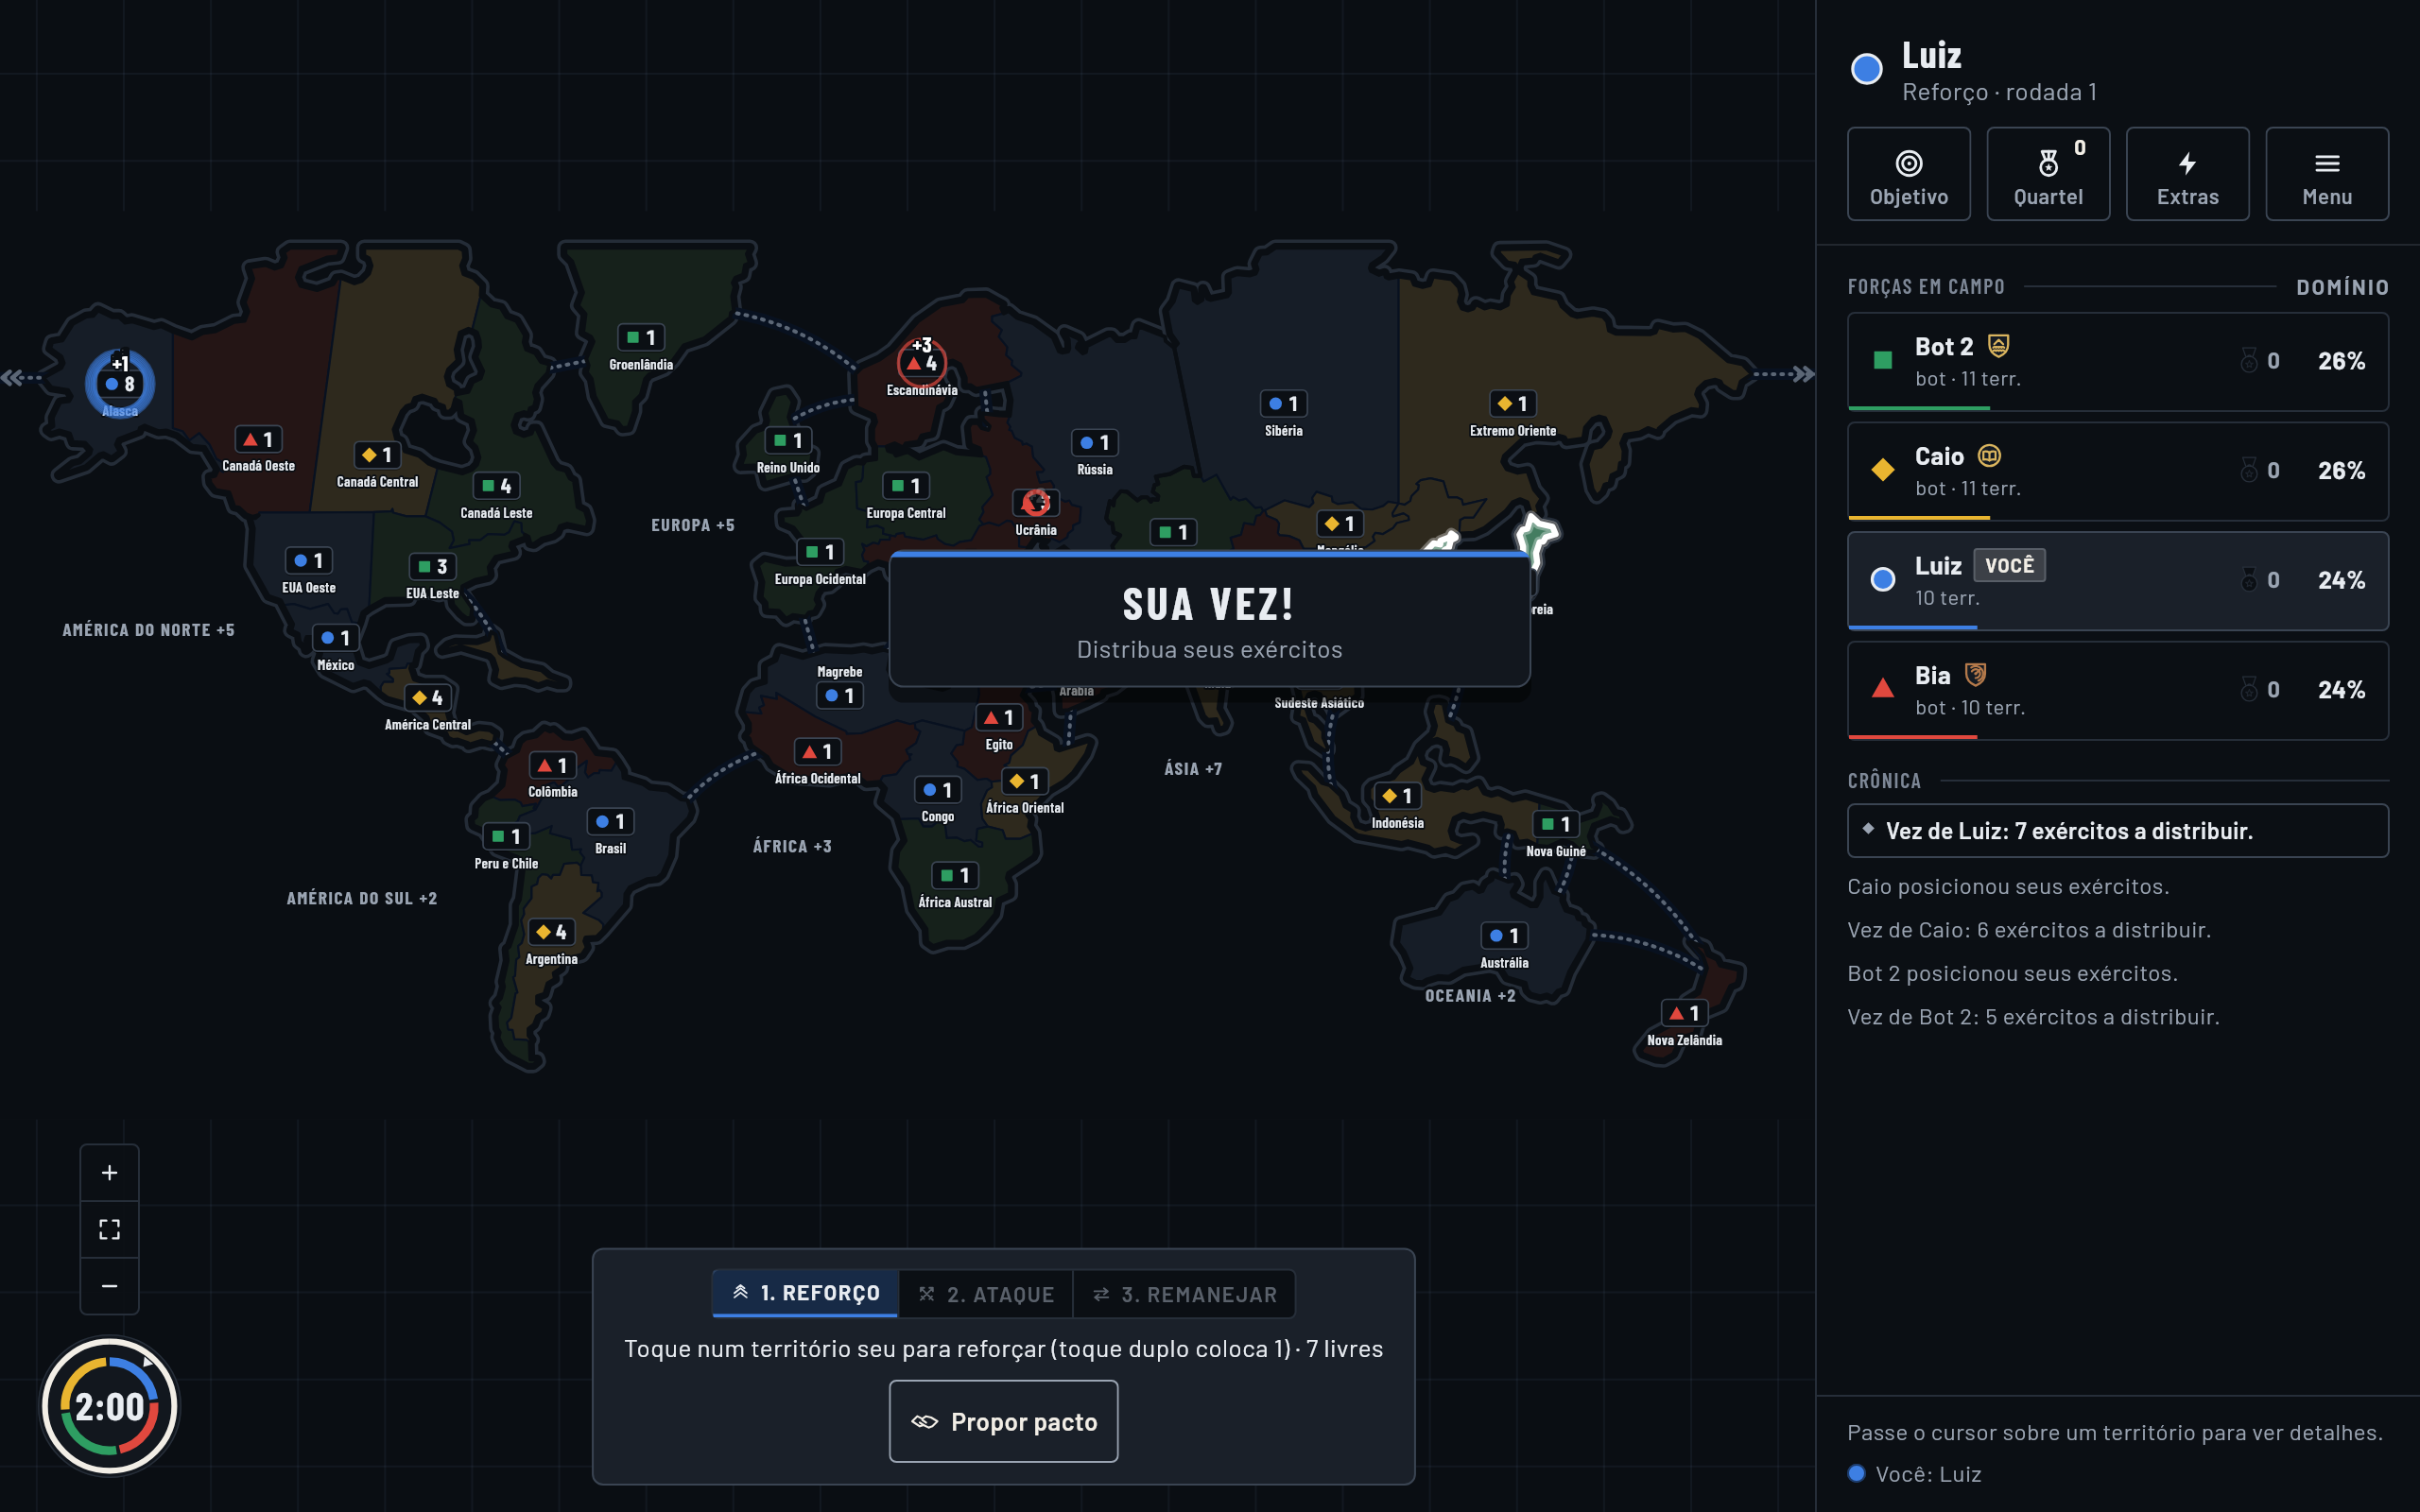 Luiz
Reforço · rodada 1
Objetivo
0
Quartel
Extras
Menu
FORÇAS EM CAMPO
DOMÍNIO
Bot 2
bot · 11 terr.
0
26%
Caio
bot · 11 terr.
0
26%
Luiz
VOCÊ
10 terr.
0
24%
Bia
bot · 10 terr.
0
24%
CRÔNICA
Vez de Luiz: 7 exércitos a distribuir.
Caio posicionou seus exércitos.
Vez de Caio: 6 exércitos a distribuir.
Bot 2 posicionou seus exércitos.
Vez de Bot 2: 5 exércitos a distribuir.
Passe o cursor sobre um território para ver detalhes.
Você: Luiz
+1
8
Alasca
1
Canadá Oeste
1
Canadá Central
4
Canadá Leste
1
Groenlândia
1
EUA Oeste
3
EUA Leste
1
México
4
América Central
AMÉRICA DO NORTE +5
1
Colômbia
1
Brasil
1
Peru e Chile
4
Argentina
AMÉRICA DO SUL +2
+3
4
Escandinávia
1
Reino Unido
1
Europa Central
1
Europa Ocidental
Ucrânia
1
Rússia
EUROPA +5
1
Sibéria
1
Extremo Oriente
1
1
Sudeste Asiático
Arábia
ÁSIA +7
Magrebe
1
1
África Ocidental
1
Egito
1
África Oriental
1
Congo
1
África Austral
ÁFRICA +3
1
Indonésia
1
Nova Guiné
1
Austrália
1
Nova Zelândia
OCEANIA +2
SUA VEZ!
Distribua seus exércitos
+
−
2:00
1. REFORÇO
2. ATAQUE
3. REMANEJAR
Toque num território seu para reforçar (toque duplo coloca 1) · 7 livres
Propor pacto